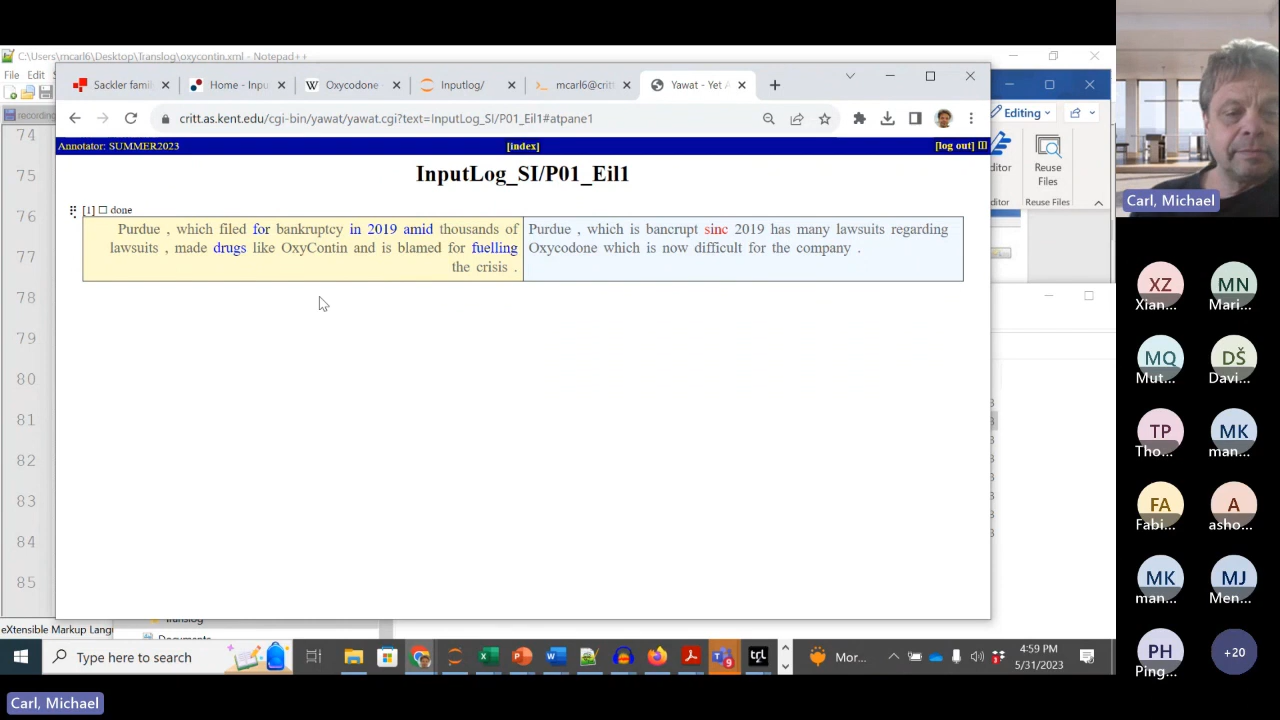 C:\Users\mcarl6\Desktop\Translog\oxycontin.xml - Notepad++
File Edit
Sackler famil
Home - Inpu
Oxycodone
Inputlog/
mcarl6@critt
Yawat - Yet A
critt.as.kent.edu/cgi-bin/yawat/yawat.cgi?text=InputLog_SI/P01_Eil1#atpane1
Editing
recording
Annotator: SUMMER2023
[index]
[log out]
ditor
Reuse
Files
ditor
Reuse Files
InputLog_SI/P01_Eil1
[1] done
Purdue , which filed for bankruptcy in 2019 amid thousands of
lawsuits , made drugs like OxyContin and is blamed for fuelling
the crisis .
Purdue , which is bancrupt sinc 2019 has many lawsuits regarding
Oxycodone which is now difficult for the company .
74
75
76
77
78
79
80
81
82
83
84
85
eXtensible Markup Langu
Translog
Documents
Type here to search
Mor...
4:59 PM
5/31/2023
Carl, Michael
Carl, Michael
XZ
Xian...
MN
Mari...
MQ
Mut...
DŠ
Davi...
TP
Tho...
MK
man...
FA
Fabi...
A
asho...
MK
man...
MJ
Men...
PH
Ping...
+20